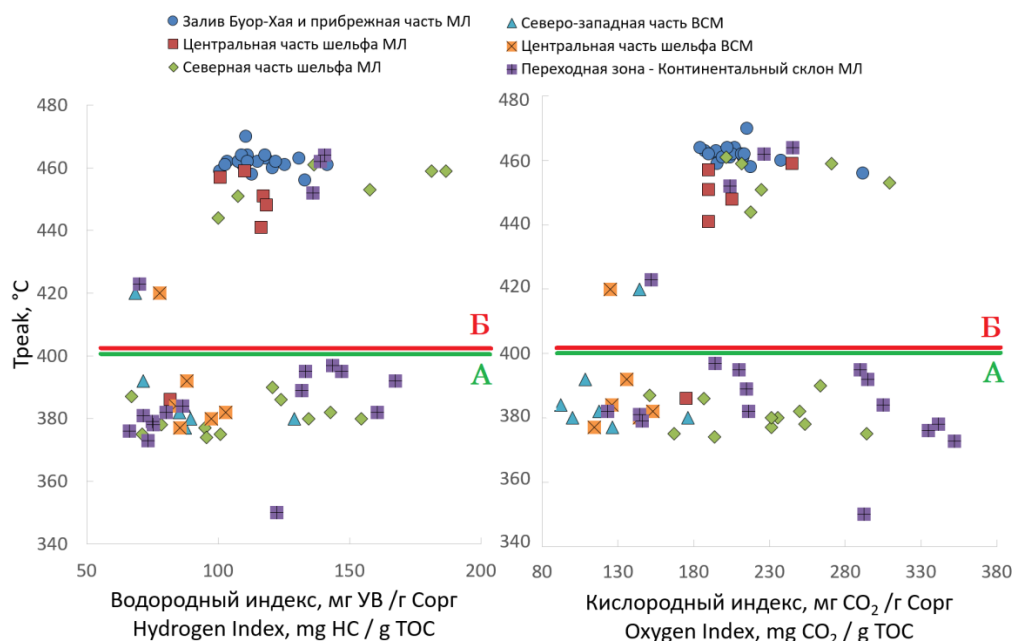 Залив Буор-Хая и прибрежная часть МЛ
Северо-западная часть ВСМ
Центральная часть шельфа МЛ
Центральная часть шельфа ВСМ
Северная часть шельфа МЛ
Переходная зона - Континентальный склон МЛ
480
460
440
420
400
380
360
340
Tpeak, °C
Б
А
50
100
150
200
Водородный индекс, мг УВ /г Сорг
Hydrogen Index, mg HC / g TOC
480
460
440
420
400
380
360
340
Б
А
80
130
180
230
280
330
380
Кислородный индекс, мг CO₂ /г Сорг
Oxygen Index, mg CO₂ / g TOC